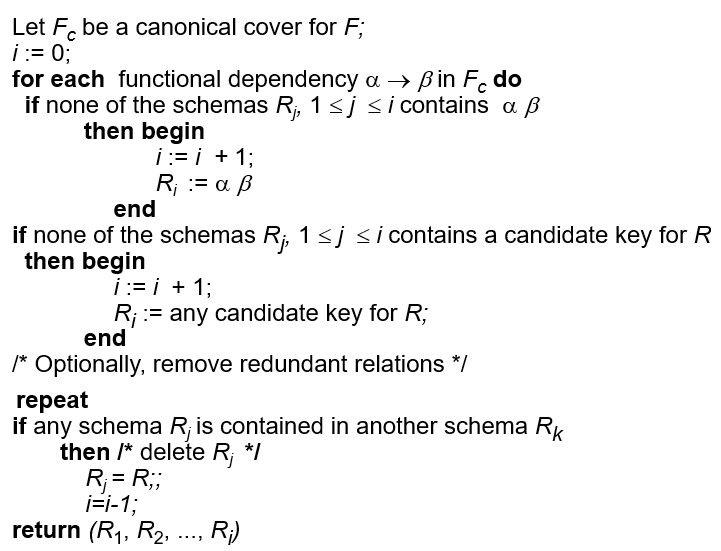 Let F_c be a canonical cover for F;
i := 0;
for each functional dependency α → β in F_c do
if none of the schemas R_j, 1 ≤ j ≤ i contains α β
then begin
i := i + 1;
R_i := α β
end
if none of the schemas R_j, 1 ≤ j ≤ i contains a candidate key for R
then begin
i := i + 1;
R_i := any candidate key for R;
end
/* Optionally, remove redundant relations */
repeat
if any schema R_j is contained in another schema R_k
then /* delete R_j */
R_j = R;;
i=i-1;
return (R_1, R_2, ..., R_i)